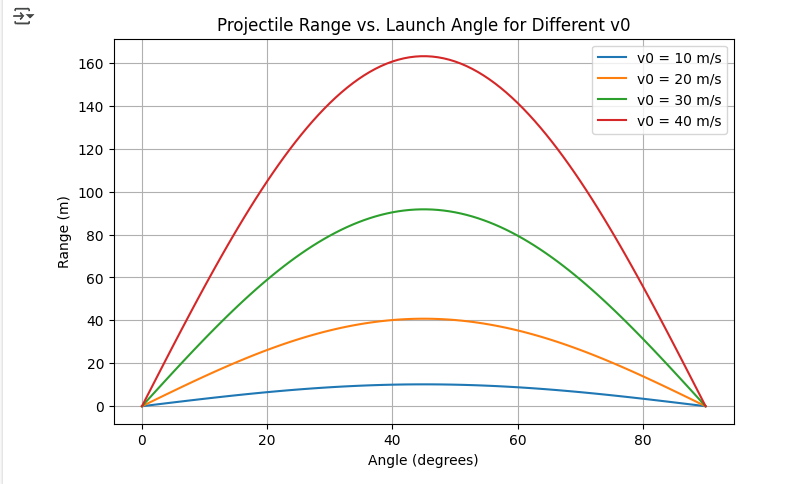 Projectile Range vs. Launch Angle for Different v0
v0 = 10 m/s
v0 = 20 m/s
v0 = 30 m/s
v0 = 40 m/s
Range (m)
160
140
120
100
80
60
40
20
0
0 20 40 60 80
Angle (degrees)